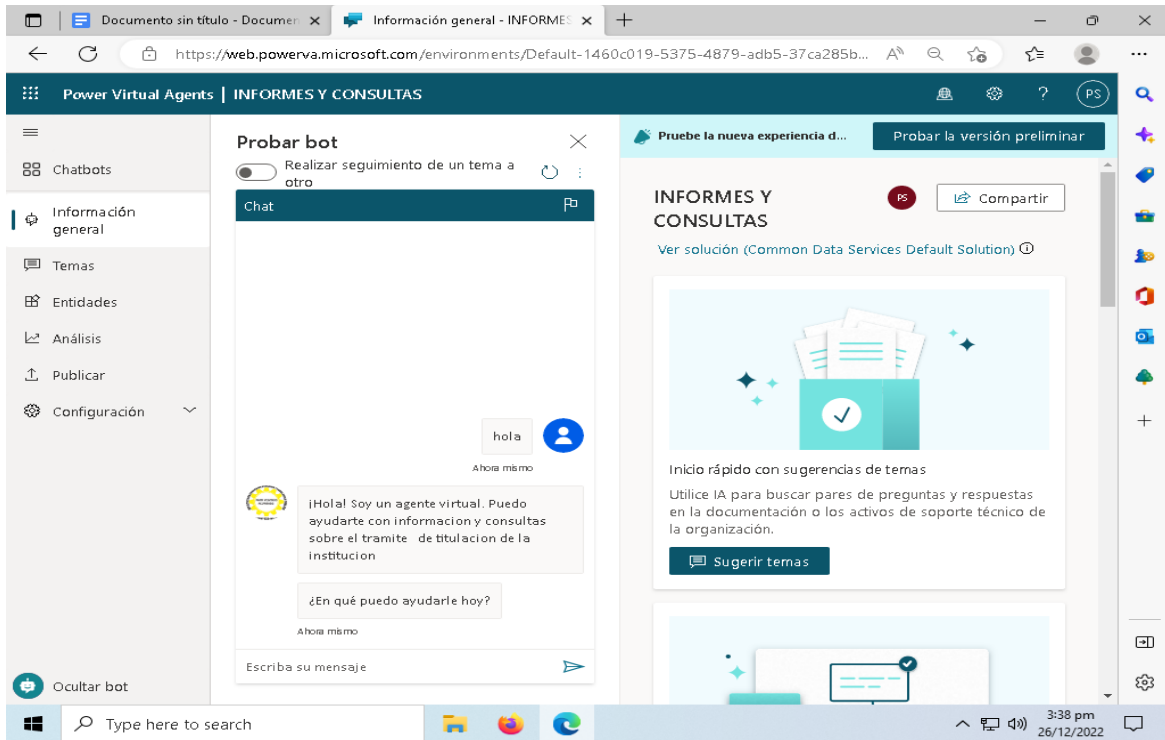 Documento sin título - Documen
Información general - INFORMES
https://web.powerva.microsoft.com/environments/Default-1460c019-5375-4879-adb5-37ca285b...
Power Virtual Agents | INFORMES Y CONSULTAS
PS
Chatbots
Información
general
Temas
Entidades
Análisis
Publicar
Configuración
Ocultar bot
Probar bot
Realizar seguimiento de un tema a
otro
Chat
hola
Ahora mismo
¡Hola! Soy un agente virtual. Puedo
ayudarte con informacion y consultas
sobre el tramite de titulacion de la
institucion
¿En qué puedo ayudarle hoy?
Ahora mismo
Escriba su mensaje
Pruebe la nueva experiencia d...
Probar la versión preliminar
INFORMES Y
CONSULTAS
PS
Compartir
Ver solución (Common Data Services Default Solution)
Inicio rápido con sugerencias de temas
Utilice IA para buscar pares de preguntas y respuestas
en la documentación o los activos de soporte técnico de
la organización.
Sugerir temas
Type here to search
3:38 pm
26/12/2022